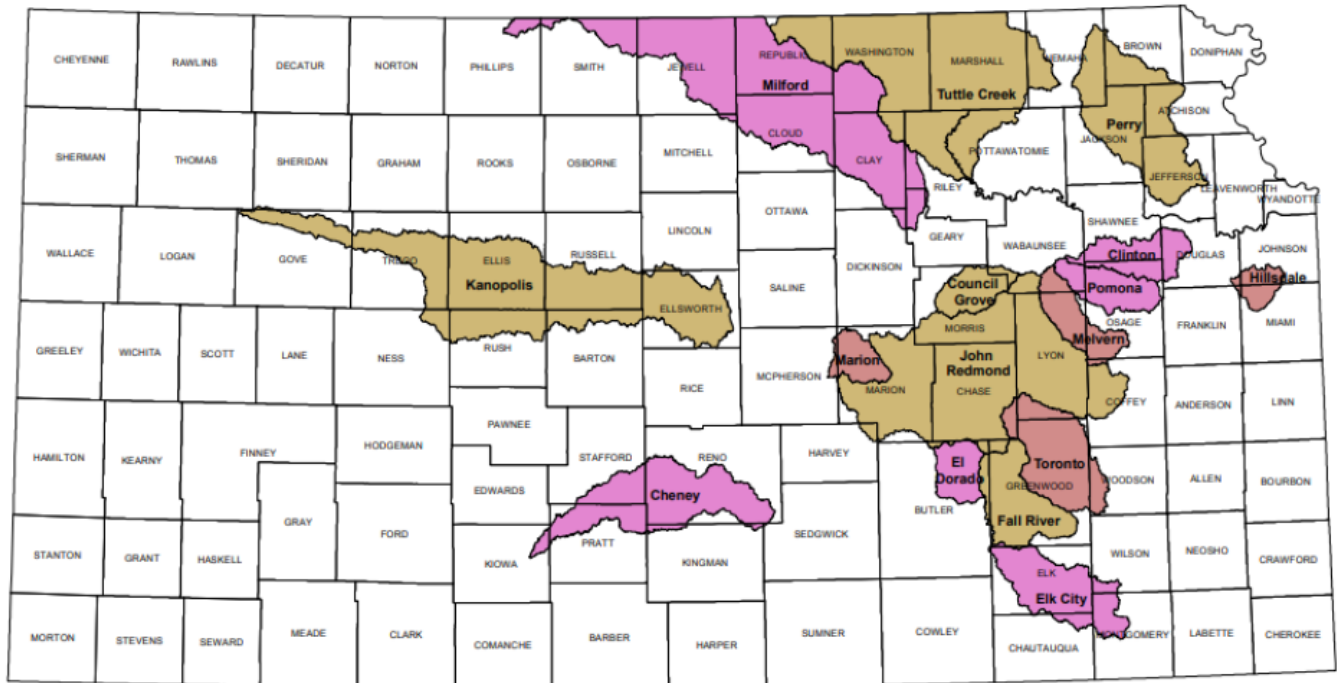 CHEYENNE
RAWLINS
DECATUR
NORTON
PHILLIPS
SMITH
JEWELL
REPUBLIC
WASHINGTON
MARSHALL
NEMAHA
BROWN
DONIPHAN
Milford
Tuttle Creek
SHERMAN
THOMAS
SHERIDAN
GRAHAM
ROOKS
OSBORNE
MITCHELL
CLOUD
CLAY
RILEY
POTTAWATOMIE
JACKSON
Perry
ATCHISON
JEFFERSON
LEAVENWORTH
WYANDOTTE
WALLACE
LOGAN
GOVE
TREGO
ELLIS
Kanopolis
RUSSELL
LINCOLN
OTTAWA
ELLSWORTH
SALINE
DICKINSON
GEARY
WABAUNSEE
SHAWNEE
Clinton
DOUGLAS
JOHNSON
Pomona
Hillsdale
Council
Grove
MORRIS
OSAGE
Melvern
FRANKLIN
MIAMI
GREELEY
WICHITA
SCOTT
LANE
NESS
RUSH
BARTON
RICE
MCPHERSON
Marion
MARION
John
Redmond
CHASE
LYON
COFFEY
ANDERSON
LINN
HAMILTON
KEARNY
FINNEY
HODGEMAN
PAWNEE
STAFFORD
EDWARDS
RENO
HARVEY
Cheney
El
Dorado
BUTLER
Toronto
GREENWOOD
Fall River
WOODSON
ALLEN
BOURBON
STANTON
GRANT
HASKELL
GRAY
FORD
KIOWA
PRATT
KINGMAN
SEDGWICK
ELK
Elk City
WILSON
NEOSHO
CRAWFORD
MORTON
STEVENS
SEWARD
MEADE
CLARK
COMANCHE
BARBER
HARPER
SUMNER
COWLEY
CHAUTAUQUA
MONTGOMERY
LABETTE
CHEROKEE